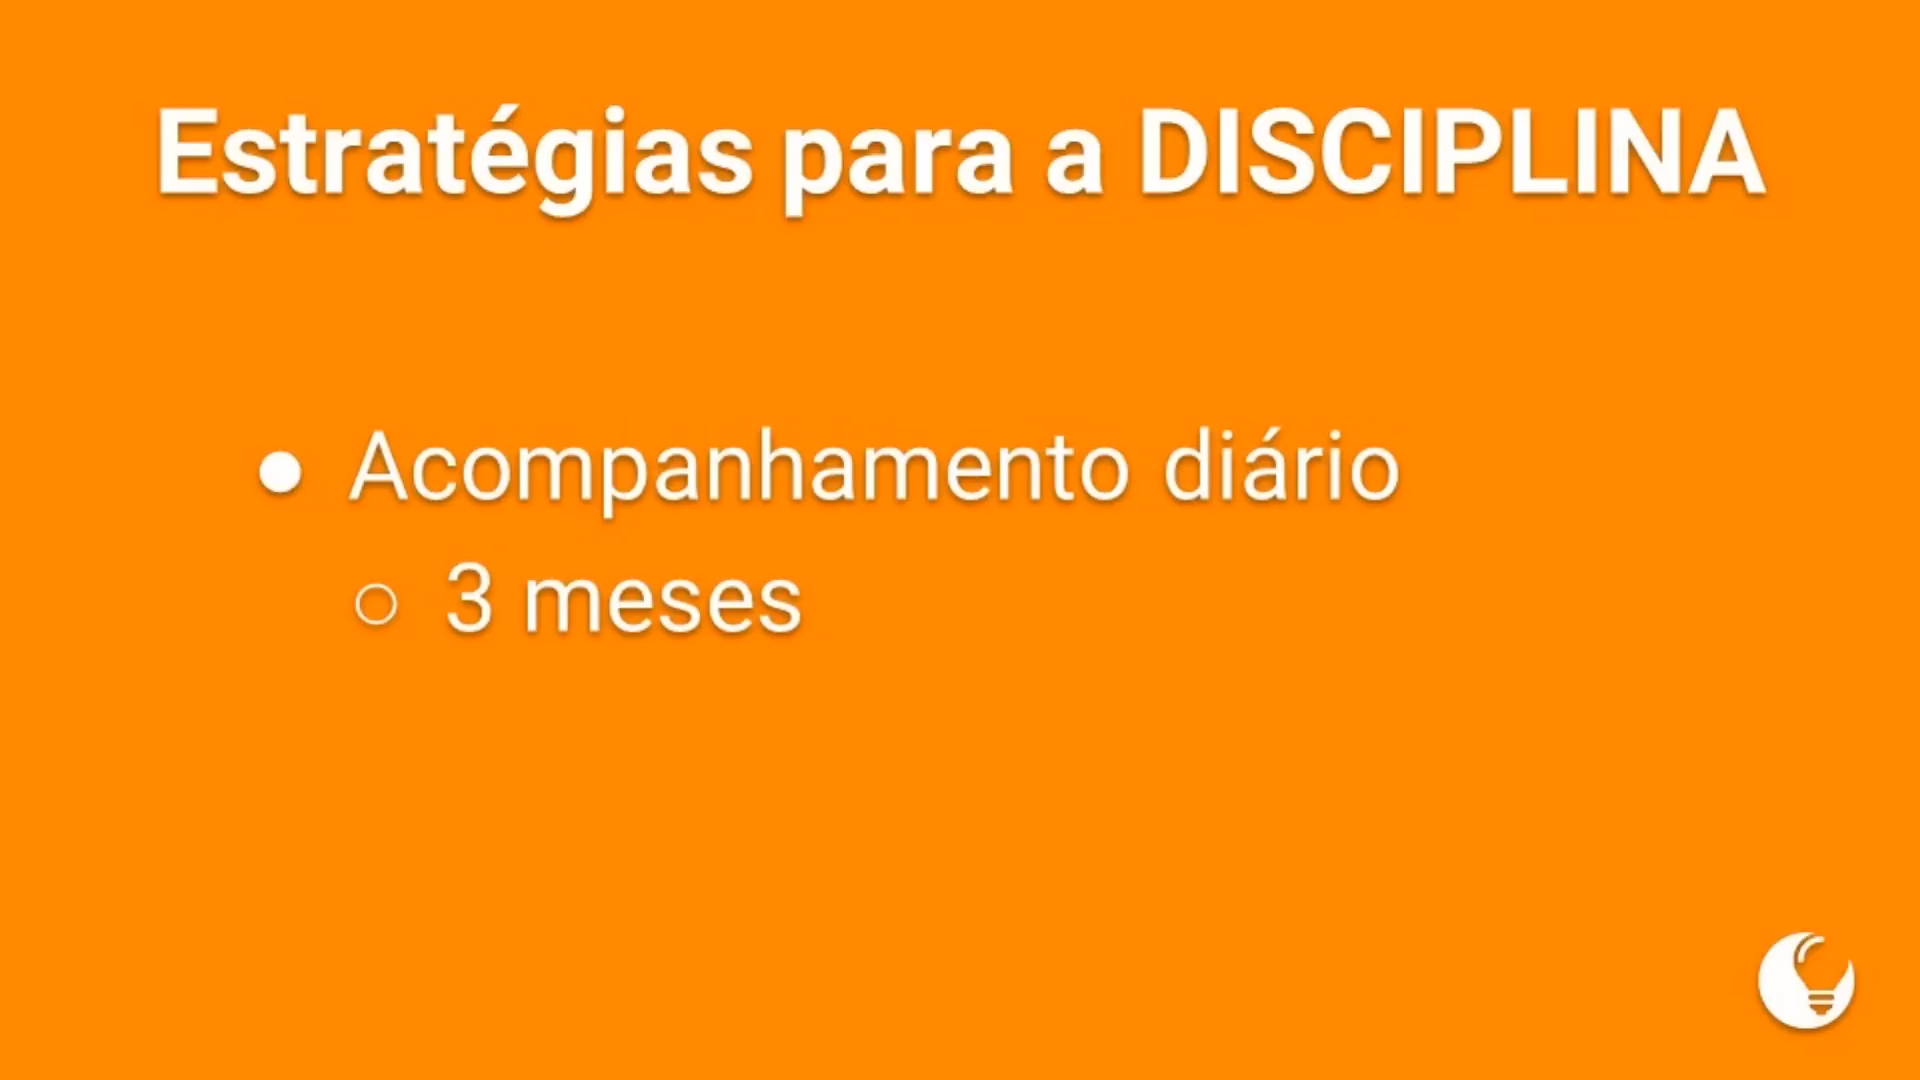 Estratégias para a DISCIPLINA
● Acompanhamento diário
○ 3 meses